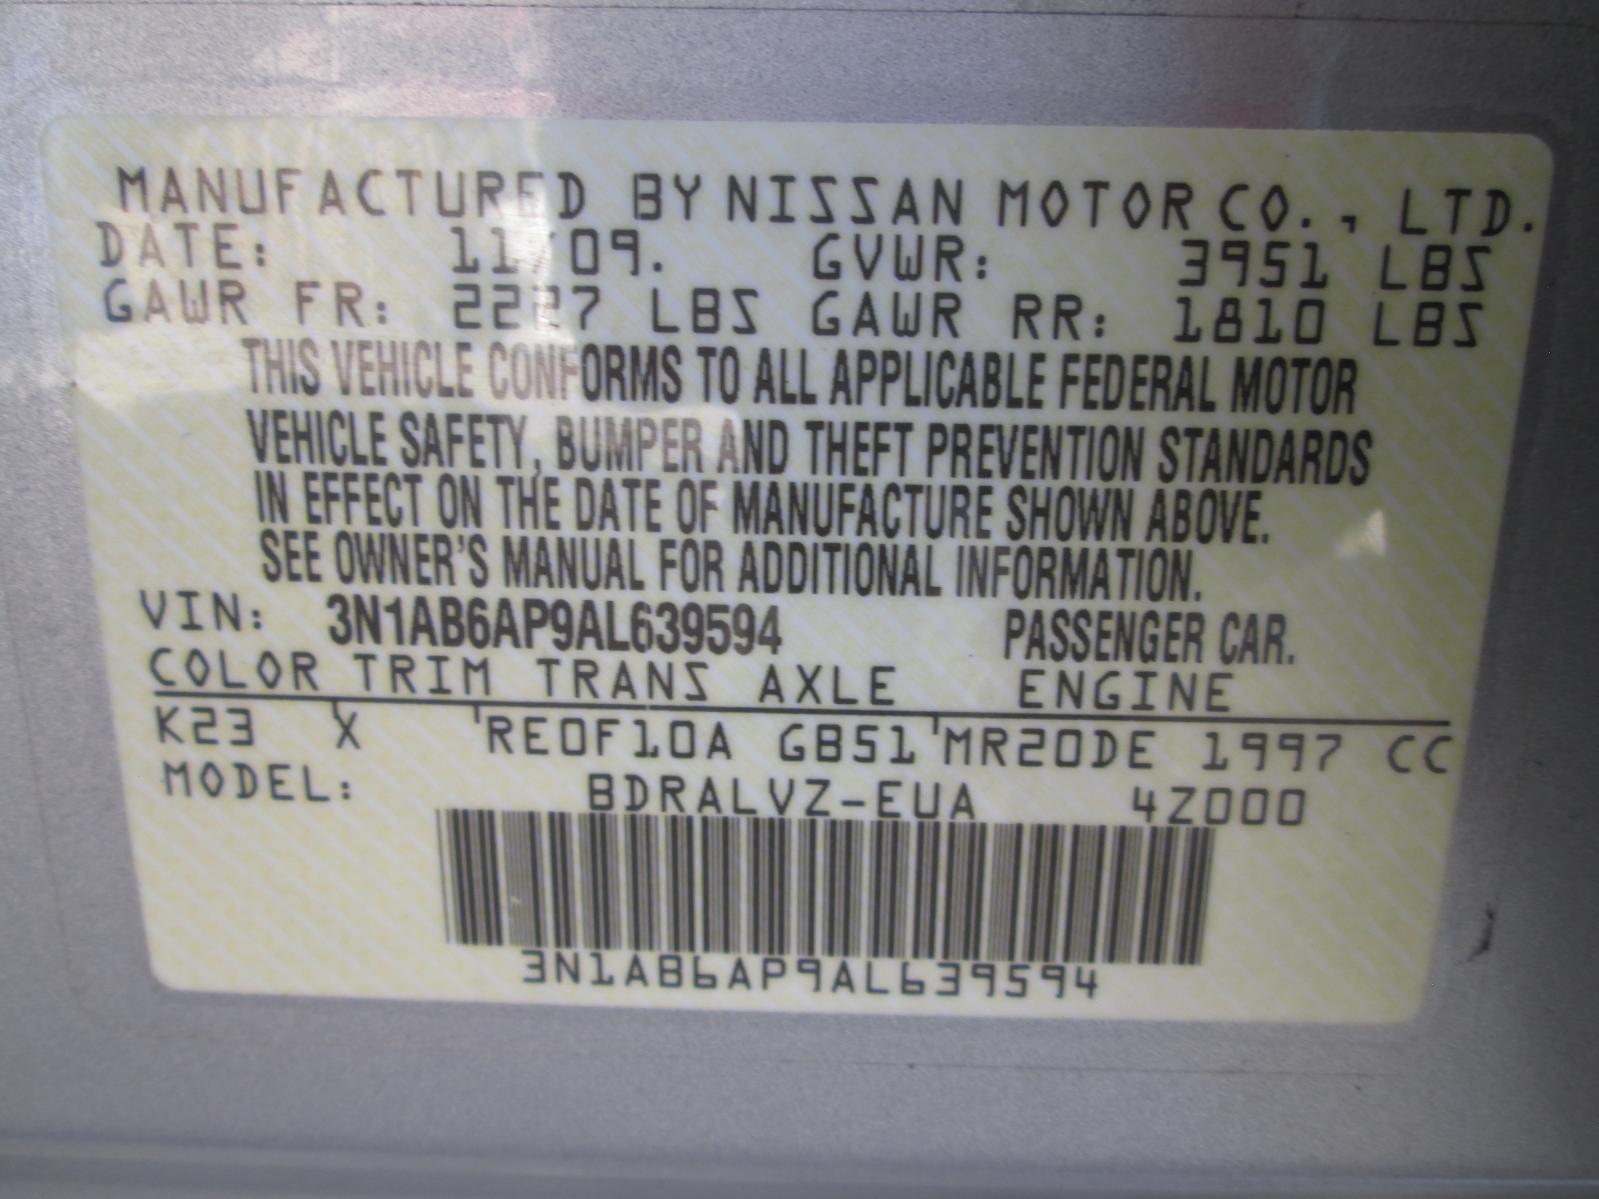 MANUFACTURED BY NISSAN MOTOR CO., LTD.
DATE: 11/09. GVWR: 3951 LBS
GAWR FR: 2227 LBS GAWR RR: 1810 LBS
THIS VEHICLE CONFORMS TO ALL APPLICABLE FEDERAL MOTOR
VEHICLE SAFETY, BUMPER AND THEFT PREVENTION STANDARDS
IN EFFECT ON THE DATE OF MANUFACTURE SHOWN ABOVE.
SEE OWNER'S MANUAL FOR ADDITIONAL INFORMATION.
VIN: 3N1AB6AP9AL639594 PASSENGER CAR.
COLOR TRIM TRANS AXLE ENGINE
K23 X RE0F10A GB51 MR20DE 1997 CC
MODEL: BDRALVZ-EUA 4Z000
3N1AB6AP9AL639594